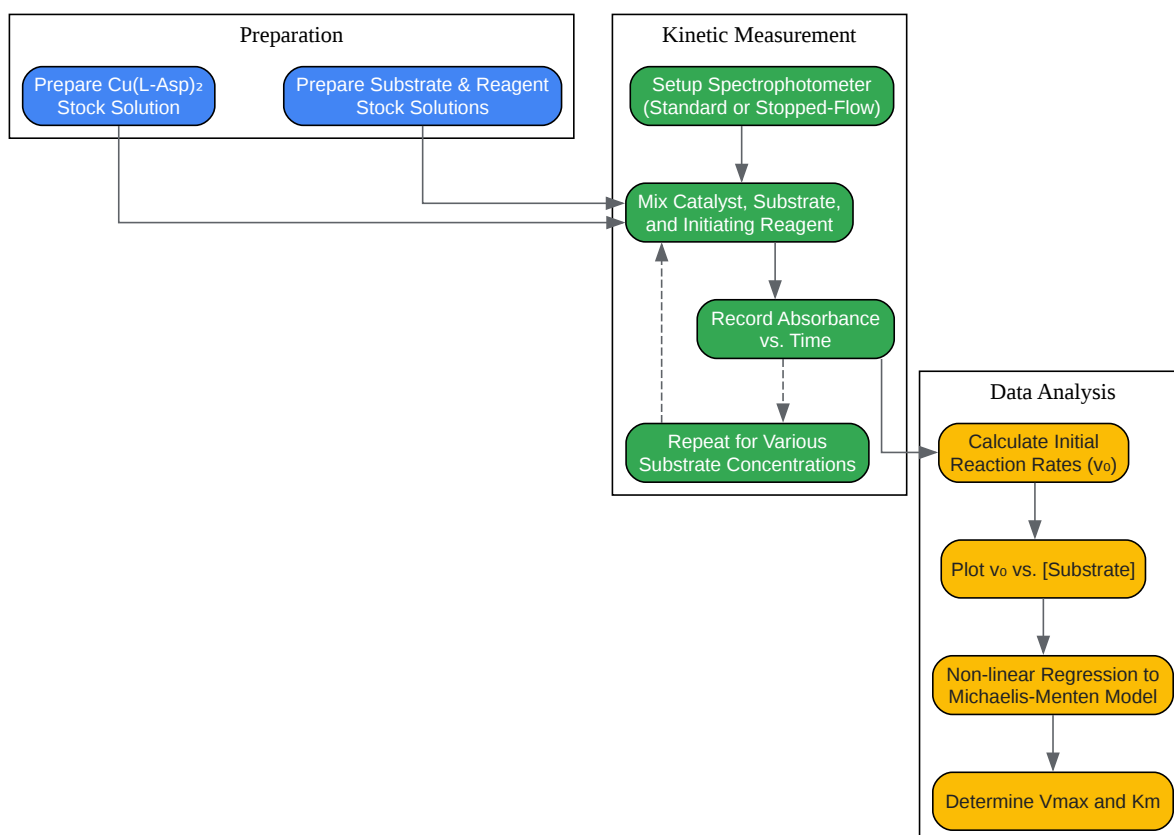 Preparation
Prepare Cu(L-Asp)₂
Stock Solution
Prepare Substrate & Reagent
Stock Solutions
Kinetic Measurement
Setup Spectrophotometer
(Standard or Stopped-Flow)
Mix Catalyst, Substrate,
and Initiating Reagent
Record Absorbance
vs. Time
Repeat for Various
Substrate Concentrations
Data Analysis
Calculate Initial
Reaction Rates (v₀)
Plot v₀ vs. [Substrate]
Non-linear Regression to
Michaelis-Menten Model
Determine Vmax and Km